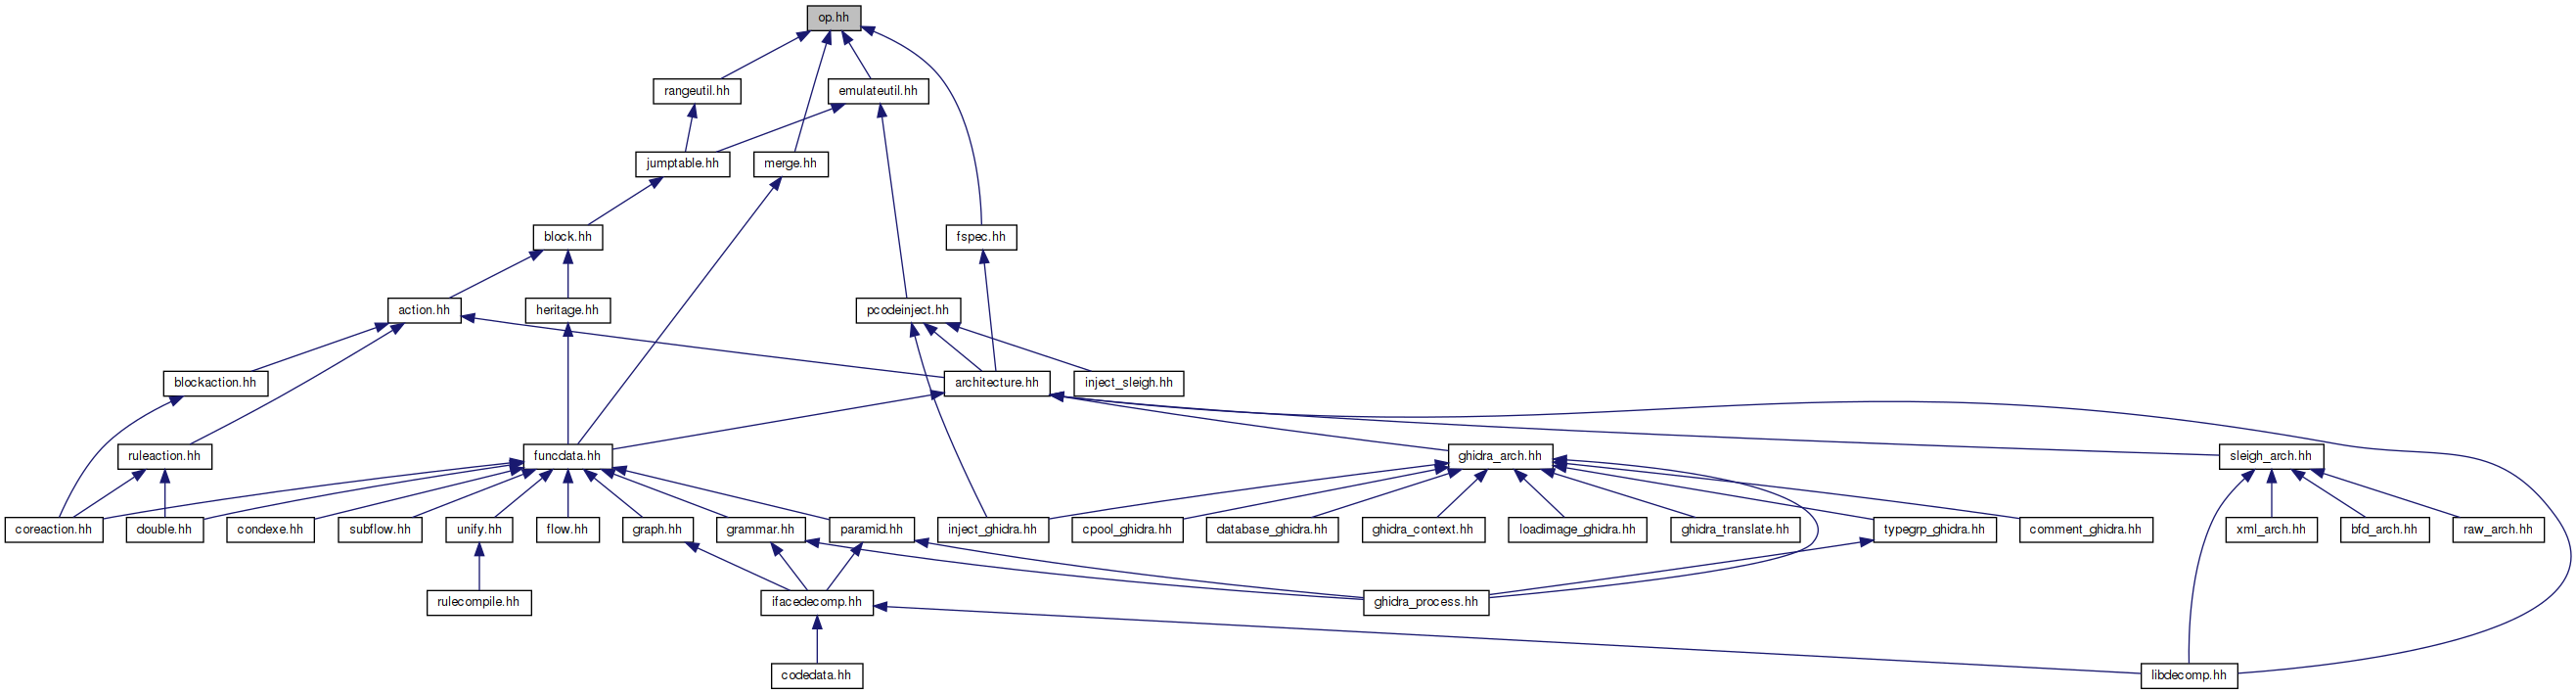 op.hh
rangeutil.hh
emulateutil.hh
jumptable.hh
merge.hh
block.hh
fspec.hh
action.hh
heritage.hh
pcodeinject.hh
blockaction.hh
architecture.hh
inject_sleigh.hh
ruleaction.hh
funcdata.hh
ghidra_arch.hh
sleigh_arch.hh
coreaction.hh
double.hh
condexe.hh
subflow.hh
unify.hh
flow.hh
graph.hh
grammar.hh
paramid.hh
inject_ghidra.hh
cpool_ghidra.hh
database_ghidra.hh
ghidra_context.hh
loadimage_ghidra.hh
ghidra_translate.hh
typegrp_ghidra.hh
comment_ghidra.hh
xml_arch.hh
bfd_arch.hh
raw_arch.hh
rulecompile.hh
ifacedecomp.hh
ghidra_process.hh
codedata.hh
libdecomp.hh